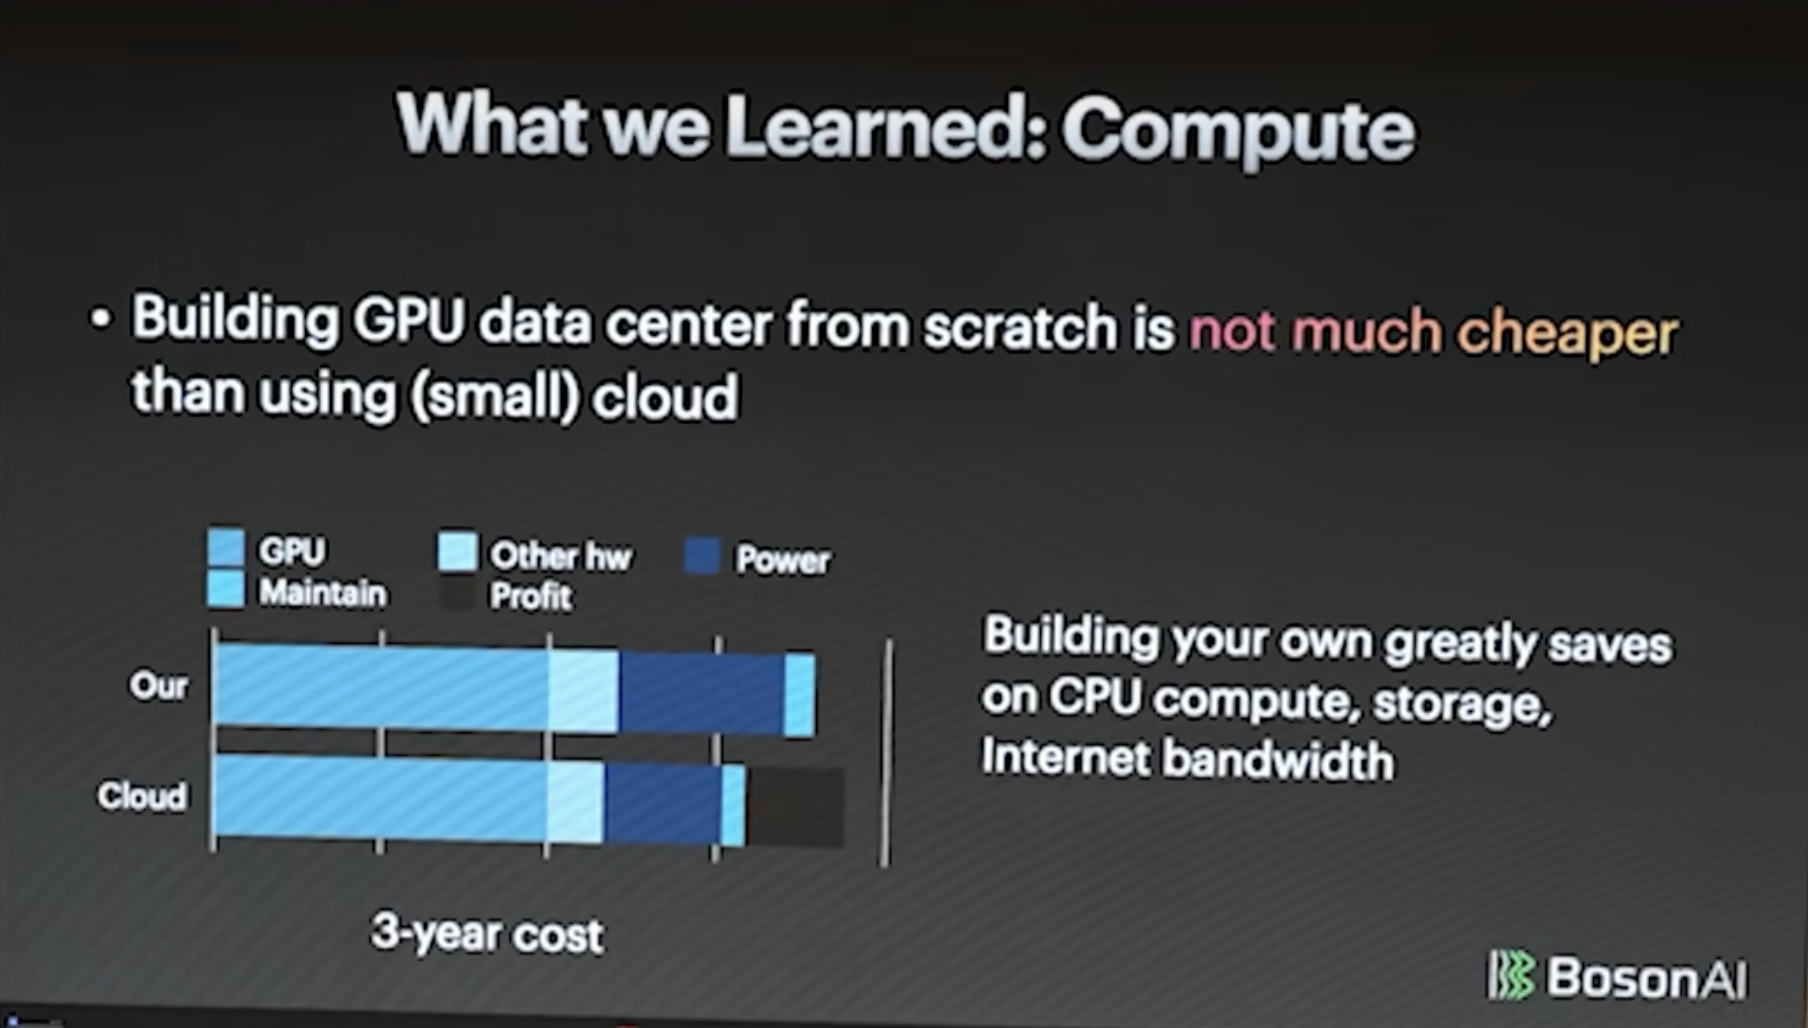 What we Learned: Compute
• Building GPU data center from scratch is not much cheaper
than using (small) cloud
GPU Other hw Power
Maintain Profit
Our
Cloud
3-year cost
Building your own greatly saves
on CPU compute, storage,
Internet bandwidth
BosonAI